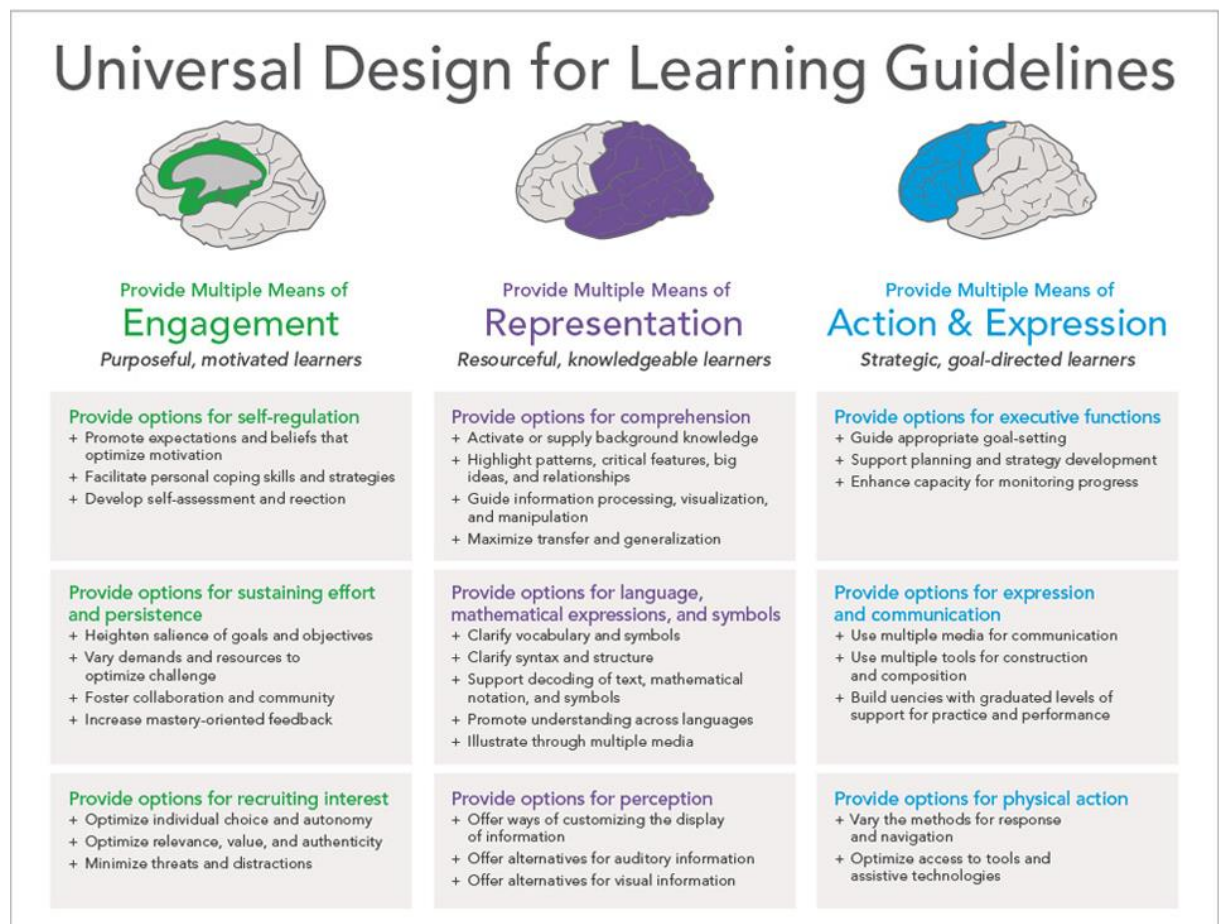 Universal Design for Learning Guidelines
Provide Multiple Means of
Engagement
Purposeful, motivated learners
Provide options for self-regulation
+ Promote expectations and beliefs that
optimize motivation
+ Facilitate personal coping skills and strategies
+ Develop self-assessment and reection
Provide options for sustaining effort
and persistence
+ Heighten salience of goals and objectives
+ Vary demands and resources to
optimize challenge
+ Foster collaboration and community
+ Increase mastery-oriented feedback
Provide options for recruiting interest
+ Optimize individual choice and autonomy
+ Optimize relevance, value, and authenticity
+ Minimize threats and distractions
Provide Multiple Means of
Representation
Resourceful, knowledgeable learners
Provide options for comprehension
+ Activate or supply background knowledge
+ Highlight patterns, critical features, big
ideas, and relationships
+ Guide information processing, visualization,
and manipulation
+ Maximize transfer and generalization
Provide options for language,
mathematical expressions, and symbols
+ Clarify vocabulary and symbols
+ Clarify syntax and structure
+ Support decoding of text, mathematical
notation, and symbols
+ Promote understanding across languages
+ Illustrate through multiple media
Provide options for perception
+ Offer ways of customizing the display
of information
+ Offer alternatives for auditory information
+ Offer alternatives for visual information
Provide Multiple Means of
Action & Expression
Strategic, goal-directed learners
Provide options for executive functions
+ Guide appropriate goal-setting
+ Support planning and strategy development
+ Enhance capacity for monitoring progress
Provide options for expression
and communication
+ Use multiple media for communication
+ Use multiple tools for construction
and composition
+ Build uencies with graduated levels of
support for practice and performance
Provide options for physical action
+ Vary the methods for response
and navigation
+ Optimize access to tools and
assistive technologies